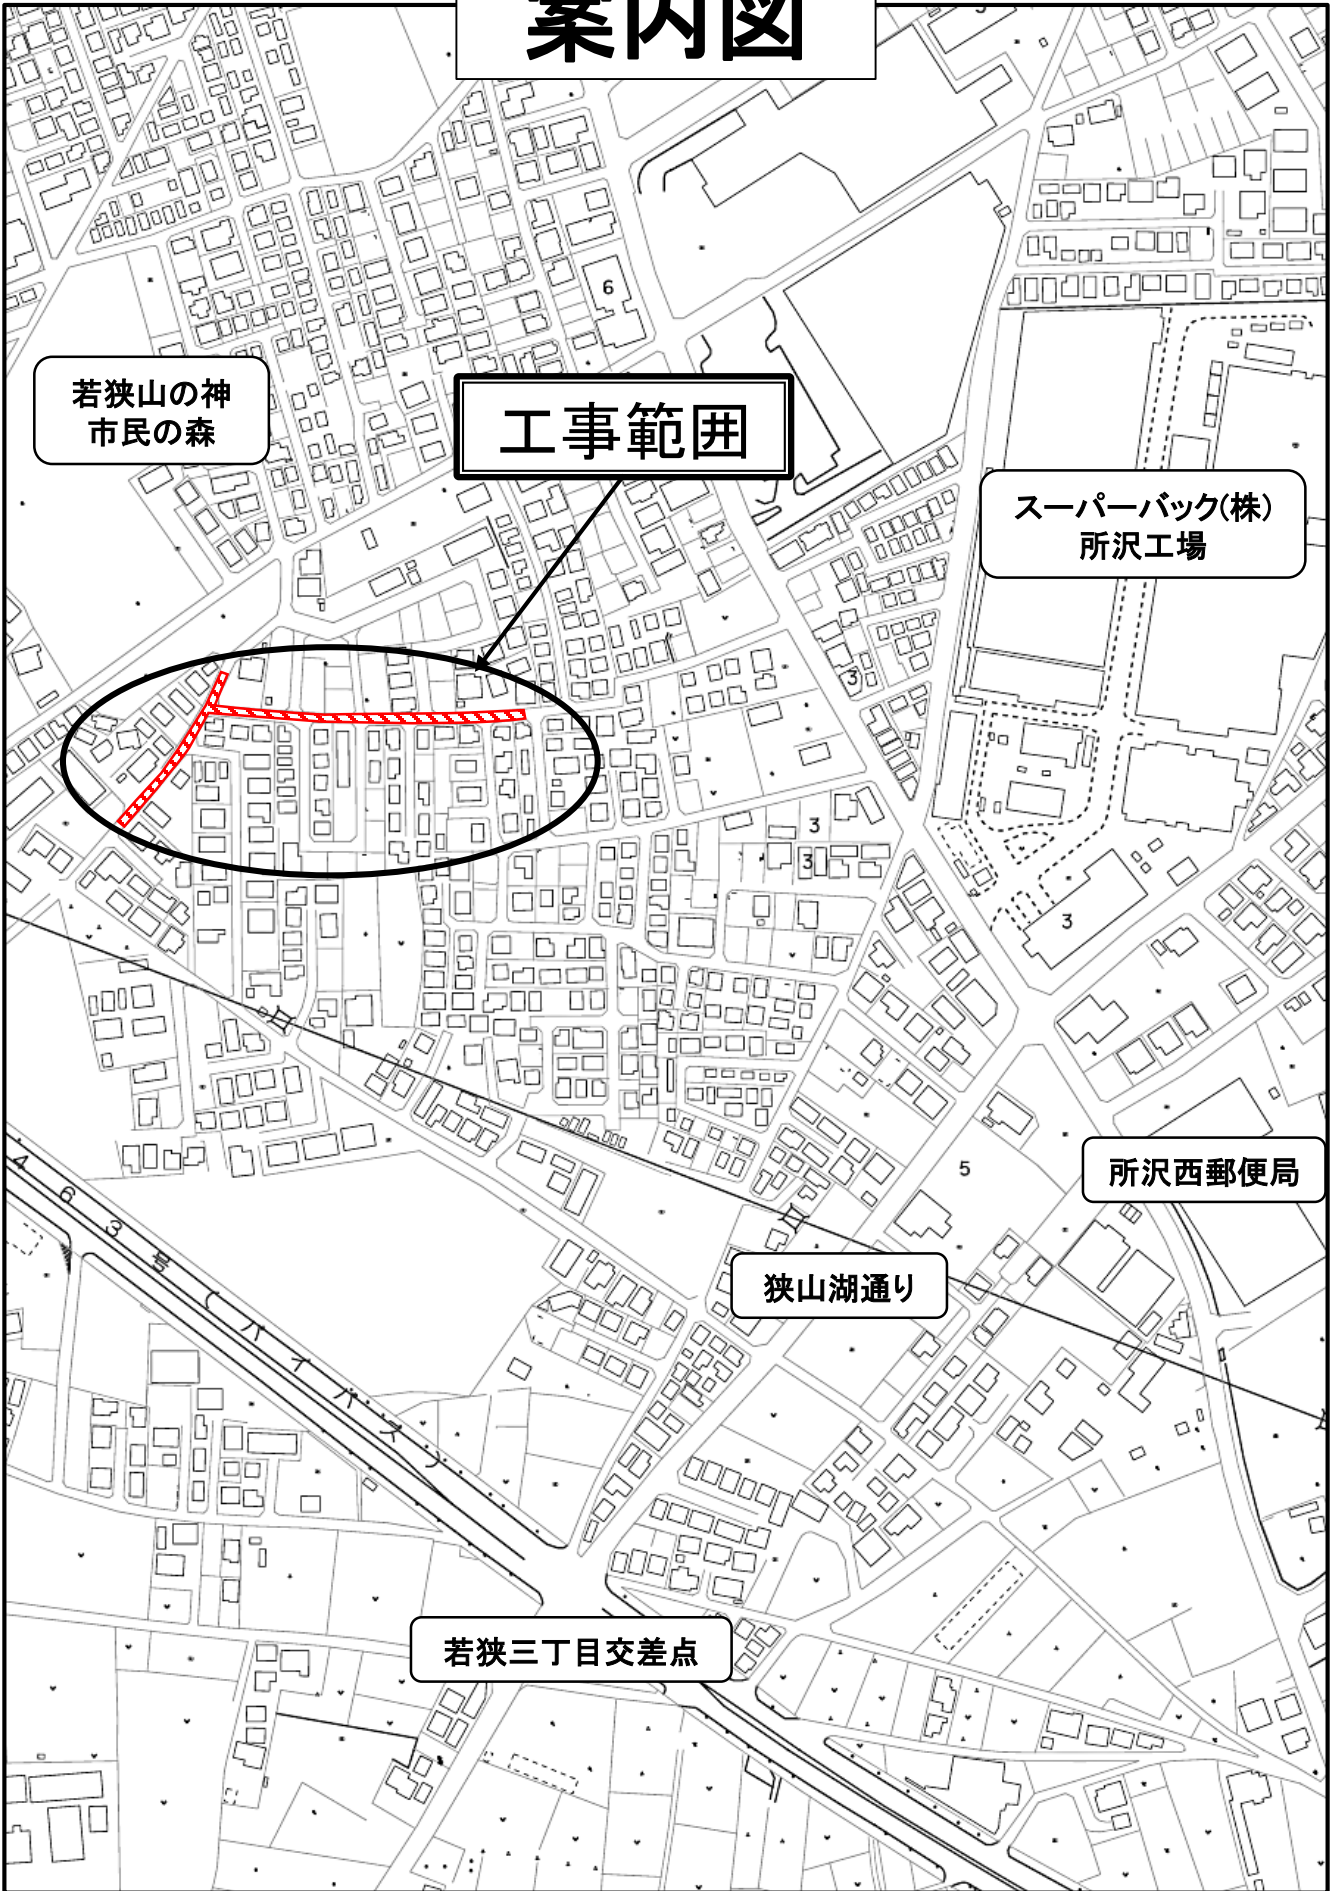 案内図
6
若狭山の神
市民の森
工事範囲
スーパーバック(株)
所沢工場
3
3
3
3
5
所沢西郵便局
463号バイパス
狭山湖通り
若狭三丁目交差点